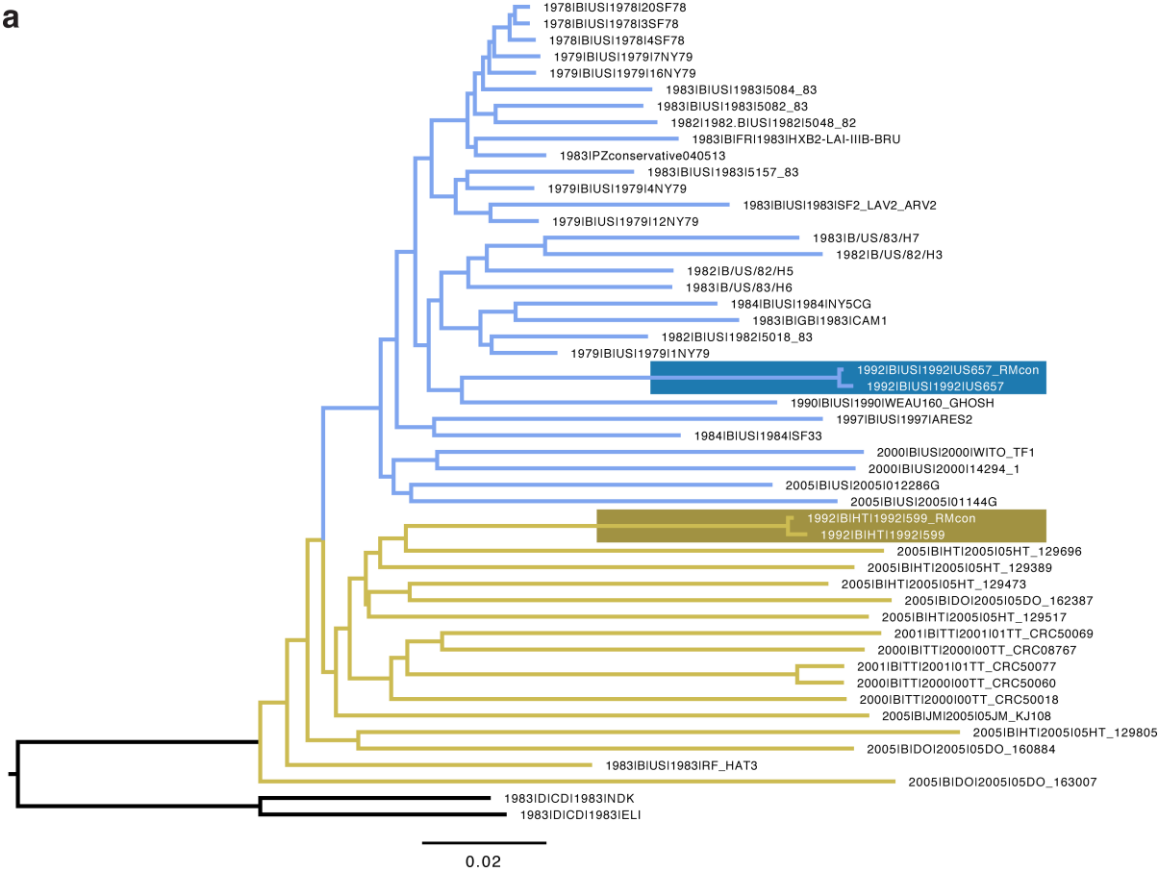 a
1978|B|US|1978|20SF78
1978|B|US|1978|3SF78
1978|B|US|1978|4SF78
1979|B|US|1979|7NY79
1979|B|US|1979|16NY79
1983|B|US|1983|5084_83
1983|B|US|1983|5082_83
1982|1982.B|US|1982|5048_82
1983|B|FR|1983|HXB2-LAI-IIIB-BRU
1983|PZconservative040513
1983|B|US|1983|5157_83
1979|B|US|1979|4NY79
1983|B|US|1983|SF2_LAV2_ARV2
1979|B|US|1979|12NY79
1983|B/US/83/H7
1982|B/US/82/H3
1982|B/US/82/H5
1983|B/US/83/H6
1984|B|US|1984|NY5CG
1983|B|GB|1983|CAM1
1982|B|US|1982|5018_83
1979|B|US|1979|1NY79
1992|B|US|1992|US657_RMcon
1992|B|US|1992|US657
1990|B|US|1990|WEAU160_GHOSH
1997|B|US|1997|ARES2
1984|B|US|1984|SF33
2000|B|US|2000|WITO_TF1
2000|B|US|2000|14294_1
2005|B|US|2005|012286G
2005|B|US|2005|01144G
1992|B|HT|1992|599_RMcon
1992|B|HT|1992|599
2005|B|HT|2005|05HT_129696
2005|B|HT|2005|05HT_129389
2005|B|HT|2005|05HT_129473
2005|B|DO|2005|05DO_162387
2005|B|HT|2005|05HT_129517
2001|B|TT|2001|01TT_CRC50069
2000|B|TT|2000|00TT_CRC08767
2001|B|TT|2001|01TT_CRC50077
2000|B|TT|2000|00TT_CRC50060
2000|B|TT|2000|00TT_CRC50018
2005|B|JM|2005|05JM_KJ108
2005|B|HT|2005|05HT_129805
2005|B|DO|2005|05DO_160884
1983|B|US|1983|RF_HAT3
2005|B|DO|2005|05DO_163007
1983|D|CD|1983|NDK
1983|D|CD|1983|ELI
0.02